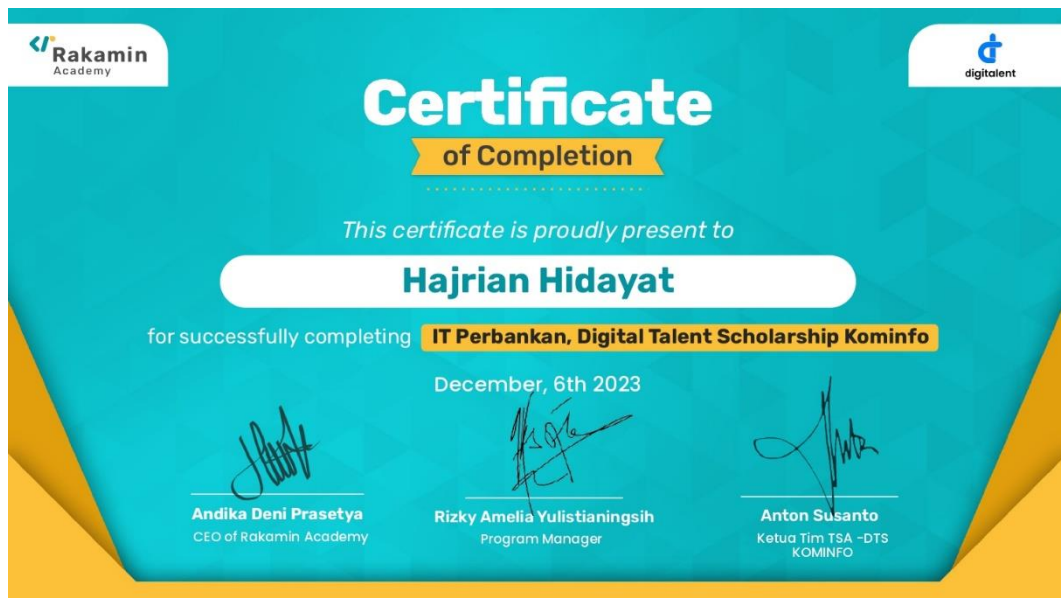 Rakamin
Academy
digitalent
Certificate
of Completion
This certificate is proudly present to
Hajrian Hidayat
for successfully completing IT Perbankan, Digital Talent Scholarship Kominfo
December, 6th 2023
Andika Deni Prasetya
CEO of Rakamin Academy
Rizky Amelia Yulistianingsih
Program Manager
Anton Susanto
Ketua Tim TSA -DTS
KOMINFO